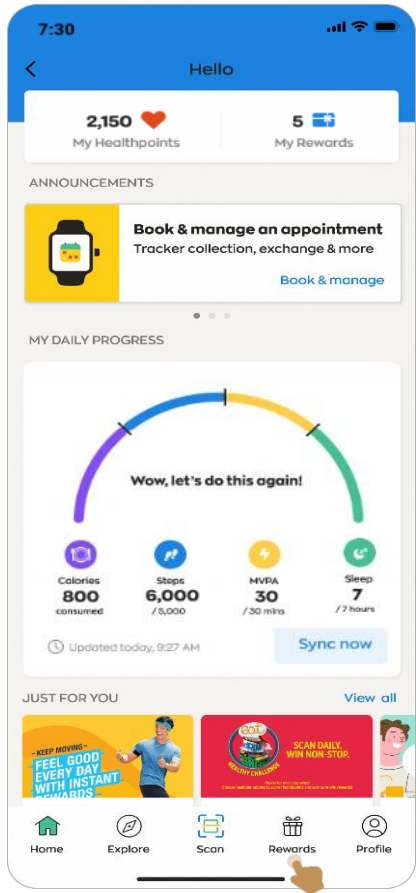 7:30
Hello
2,150
5
My Healthpoints
My Rewards
ANNOUNCEMENTS
Book & manage an appointment
Tracker collection, exchange & more
Book & manage
MY DAILY PROGRESS
Wow, let's do this again!
Calories
Steps
MVPA
Sleep
800
6,000
30
7
consumed
/5,000
/30 mins
/7 hours
Updated today, 9:27 AM
Sync now
JUST FOR YOU
View all
- KEEP MOVING -
FEEL GOOD
EVERY DAY
WITH INSTANT
REWARDS
HEALTHY CHALLENGE
SCAN DAILY.
WIN NON-STOP.
Home
Explore
Scan
Rewards
Profile